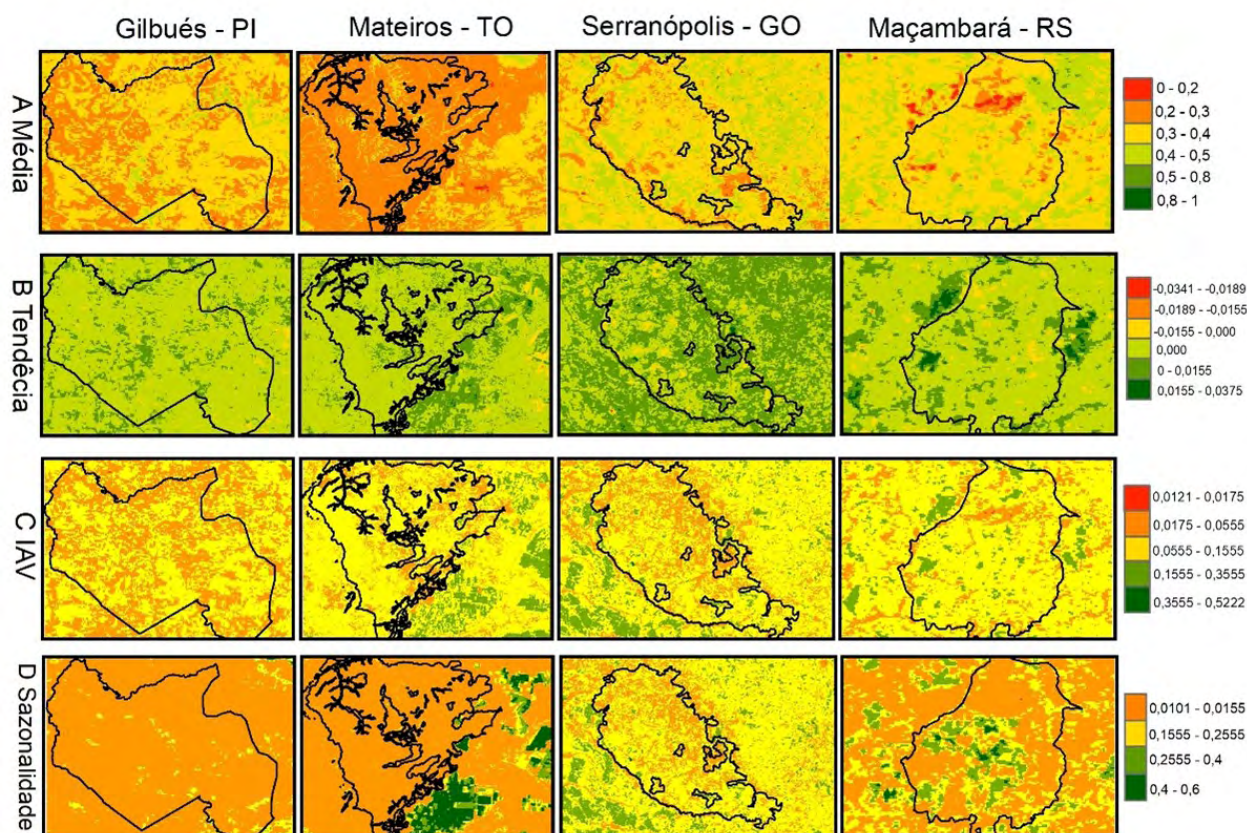 Gilbués - PI
Mateiros - TO
Serranópolis - GO
Maçambará - RS
A Média
0 - 0,2
0,2 - 0,3
0,3 - 0,4
0,4 - 0,5
0,5 - 0,8
0,8 - 1
B Tendêcia
-0,0341 - -0,0189
-0,0189 - -0,0155
-0,0155 - 0,000
0,000
0 - 0,0155
0,0155 - 0,0375
C IAV
0,0121 - 0,0175
0,0175 - 0,0555
0,0555 - 0,1555
0,1555 - 0,3555
0,3555 - 0,5222
D Sazonalidade
0,0101 - 0,0155
0,1555 - 0,2555
0,2555 - 0,4
0,4 - 0,6